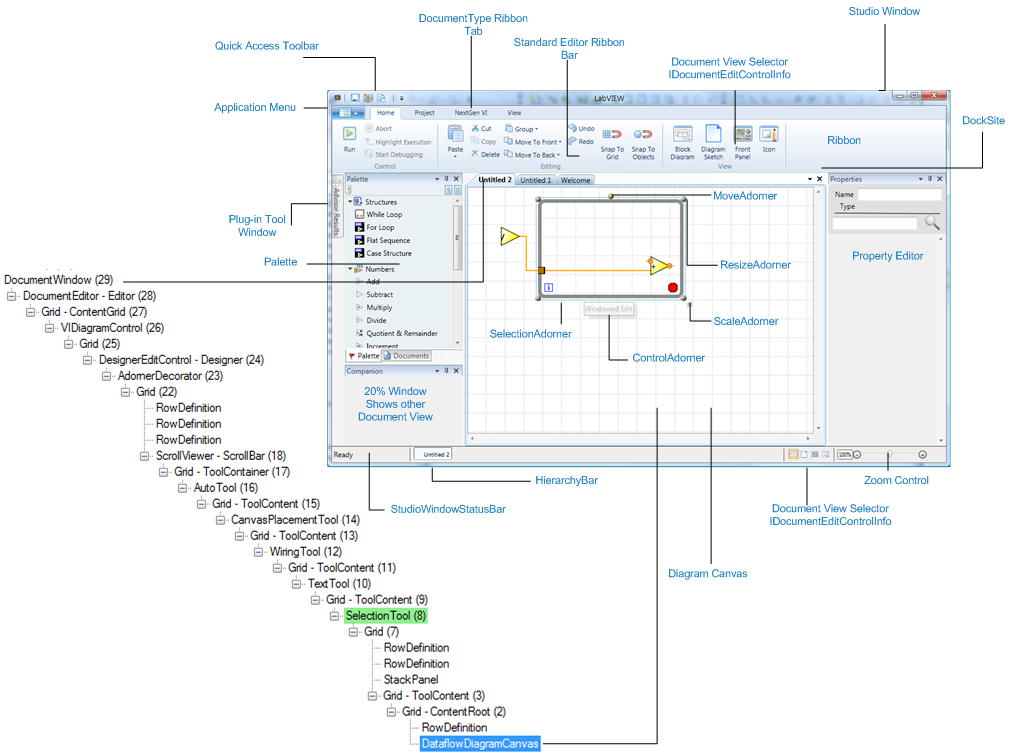 Studio Window
DocumentType Ribbon
Tab
Quick Access Toolbar
Standard Editor Ribbon
Bar
Document View Selector
IDocumentEditControlInfo
Application Menu
LabVIEW
DockSite
Home
Project
NextGen VI
View
Run
Abort
Highlight Execution
Start Debugging
Control
Paste
Cut
Copy
Delete
Group
Move To Front
Move To Back
Undo
Redo
Editing
Snap To
Grid
Snap To
Objects
Block
Diagram
Diagram
Sketch
Front
Panel
Icon
View
Ribbon
Palette
Untitled 2
Untitled 1
Welcome
Properties
Advisor Results
Structures
While Loop
For Loop
Flat Sequence
Case Structure
Numbers
Add
Subtract
Multiply
Divide
Quotient & Remainder
Increment
Palette
Documents
Name
Type
MoveAdorner
Plug-in Tool
Window
Palette
Property Editor
ResizeAdorner
i
Windowed Edit
ScaleAdorner
SelectionAdorner
ControlAdorner
Companion
20% Window
Shows other
Document View
Ready
Untitled 2
100%
HierarchyBar
Zoom Control
StudioWindowStatusBar
Document View Selector
IDocumentEditControlInfo
Diagram Canvas
DocumentWindow (29)
DocumentEditor - Editor (28)
Grid - ContentGrid (27)
VIDiagramControl (26)
Grid (25)
DesignerEditControl - Designer (24)
AdornerDecorator (23)
Grid (22)
RowDefinition
RowDefinition
RowDefinition
ScrollViewer - ScrollBar (18)
Grid - ToolContainer (17)
AutoTool (16)
Grid - ToolContent (15)
CanvasPlacementTool (14)
Grid - ToolContent (13)
WiringTool (12)
Grid - ToolContent (11)
TextTool (10)
Grid - ToolContent (9)
SelectionTool (8)
Grid (7)
RowDefinition
RowDefinition
StackPanel
Grid - ToolContent (3)
Grid - ContentRoot (2)
RowDefinition
DataflowDiagramCanvas